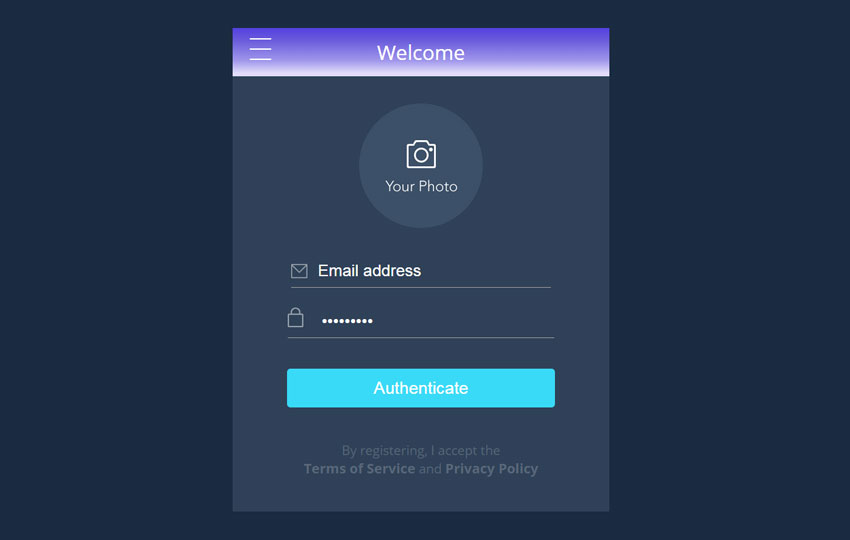 Welcome
Your Photo
Email address
•••••••••
Authenticate
By registering, I accept the
Terms of Service and Privacy Policy